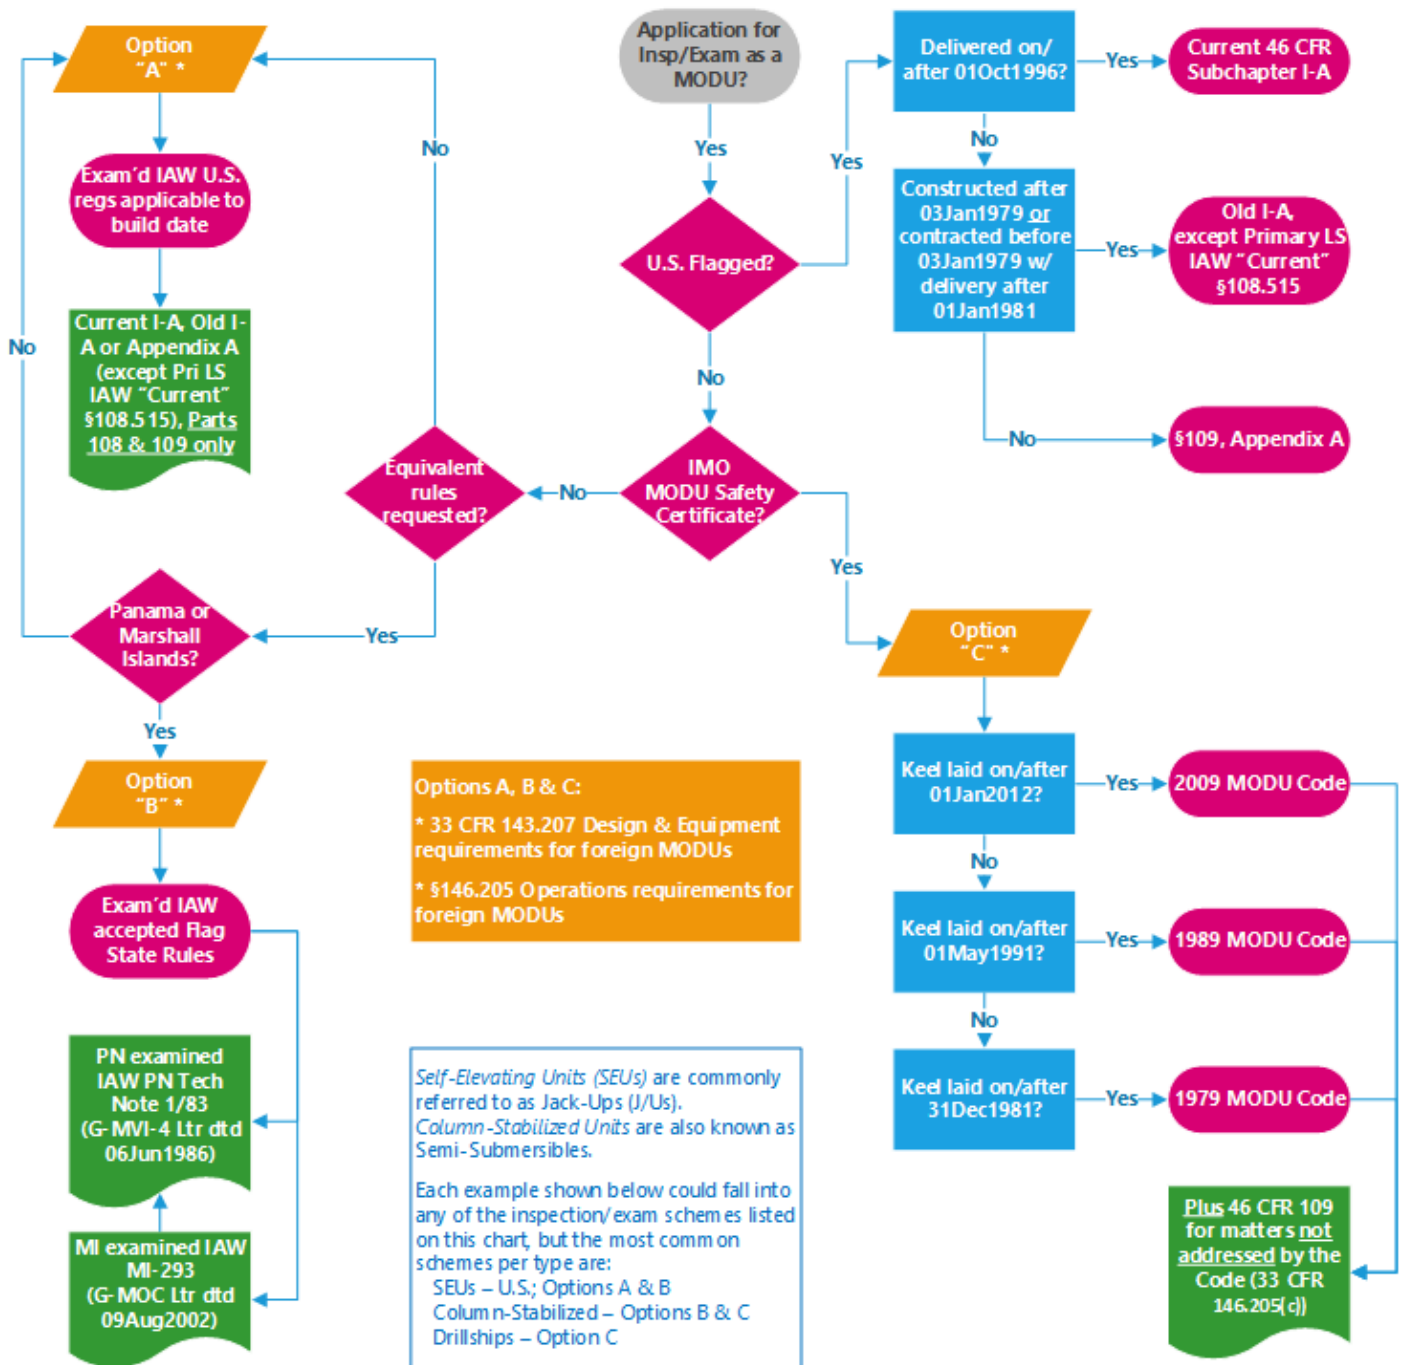 Option
"A" *
Application for
Insp/Exam as a
MODU?
Delivered on/
after 01Oct1996?
Yes
Current 46 CFR
Subchapter I-A
No
Yes
Yes
No
Exam'd IAW U.S.
regs applicable to
build date
U.S. Flagged?
Constructed after
03Jan1979 or
contracted before
03Jan1979 w/
delivery after
01Jan1981
Yes
Old I-A,
except Primary LS
IAW "Current"
§108.515
No
Current I-A, Old I-
A or Appendix A
(except Pri LS
IAW "Current"
§108.515), Parts
108 & 109 only
No
No
§109, Appendix A
Equivalent
rules
requested?
No
IMO
MODU Safety
Certificate?
Yes
Panama or
Marshall
Islands?
Yes
Option
"C" *
Yes
Option
"B" *
Options A, B & C:
* 33 CFR 143.207 Design & Equipment
requirements for foreign MODUs
* §146.205 Operations requirements for
foreign MODUs
Keel laid on/after
01Jan2012?
Yes
2009 MODU Code
No
Exam'd IAW
accepted Flag
State Rules
Keel laid on/after
01May1991?
Yes
1989 MODU Code
No
PN examined
IAW PN Tech
Note 1/83
(G-MVI-4 Ltr dtd
06Jun1986)
Keel laid on/after
31Dec1981?
Yes
1979 MODU Code
Self-Elevating Units (SEUs) are commonly
referred to as Jack-Ups (J/Us).
Column-Stabilized Units are also known as
Semi-Submersibles.
Each example shown below could fall into
any of the inspection/exam schemes listed
on this chart, but the most common
schemes per type are:
SEUs – U.S.; Options A & B
Column-Stabilized – Options B & C
Drillships – Option C
MI examined IAW
MI-293
(G-MOC Ltr dtd
09Aug2002)
Plus 46 CFR 109
for matters not
addressed by the
Code (33 CFR
146.205(c))